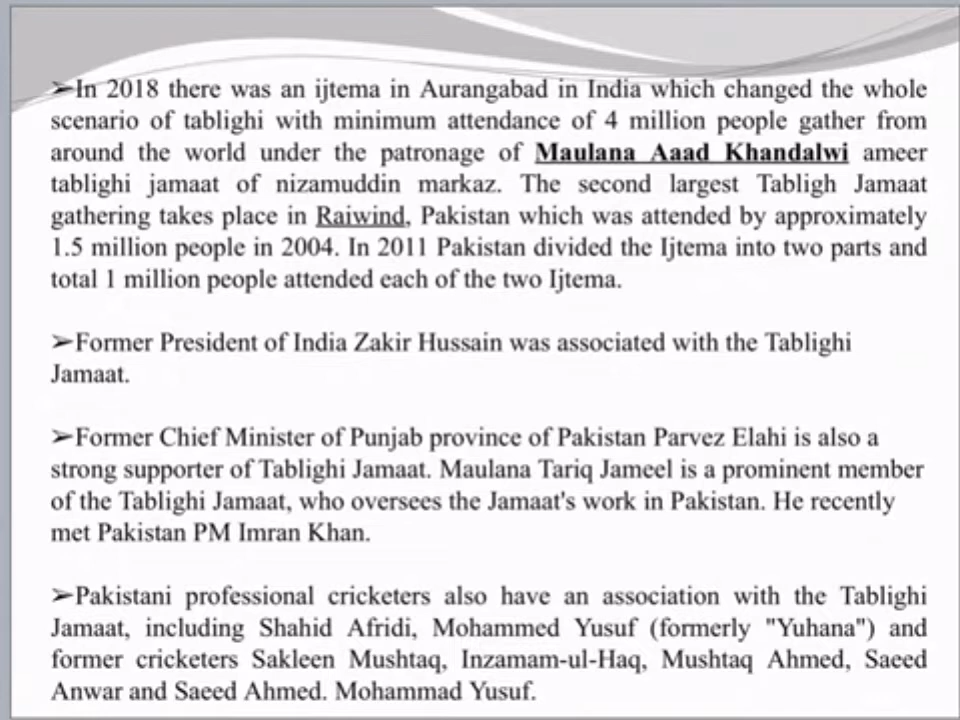 ➢In 2018 there was an ijtema in Aurangabad in India which changed the whole
scenario of tablighi with minimum attendance of 4 million people gather from
around the world under the patronage of Maulana Aaad Khandalwi ameer
tablighi jamaat of nizamuddin markaz. The second largest Tabligh Jamaat
gathering takes place in Raiwind, Pakistan which was attended by approximately
1.5 million people in 2004. In 2011 Pakistan divided the Ijtema into two parts and
total 1 million people attended each of the two Ijtema.
➢Former President of India Zakir Hussain was associated with the Tablighi
Jamaat.
➢Former Chief Minister of Punjab province of Pakistan Parvez Elahi is also a
strong supporter of Tablighi Jamaat. Maulana Tariq Jameel is a prominent member
of the Tablighi Jamaat, who oversees the Jamaat's work in Pakistan. He recently
met Pakistan PM Imran Khan.
➢Pakistani professional cricketers also have an association with the Tablighi
Jamaat, including Shahid Afridi, Mohammed Yusuf (formerly "Yuhana") and
former cricketers Sakleen Mushtaq, Inzamam-ul-Haq, Mushtaq Ahmed, Saeed
Anwar and Saeed Ahmed. Mohammad Yusuf.